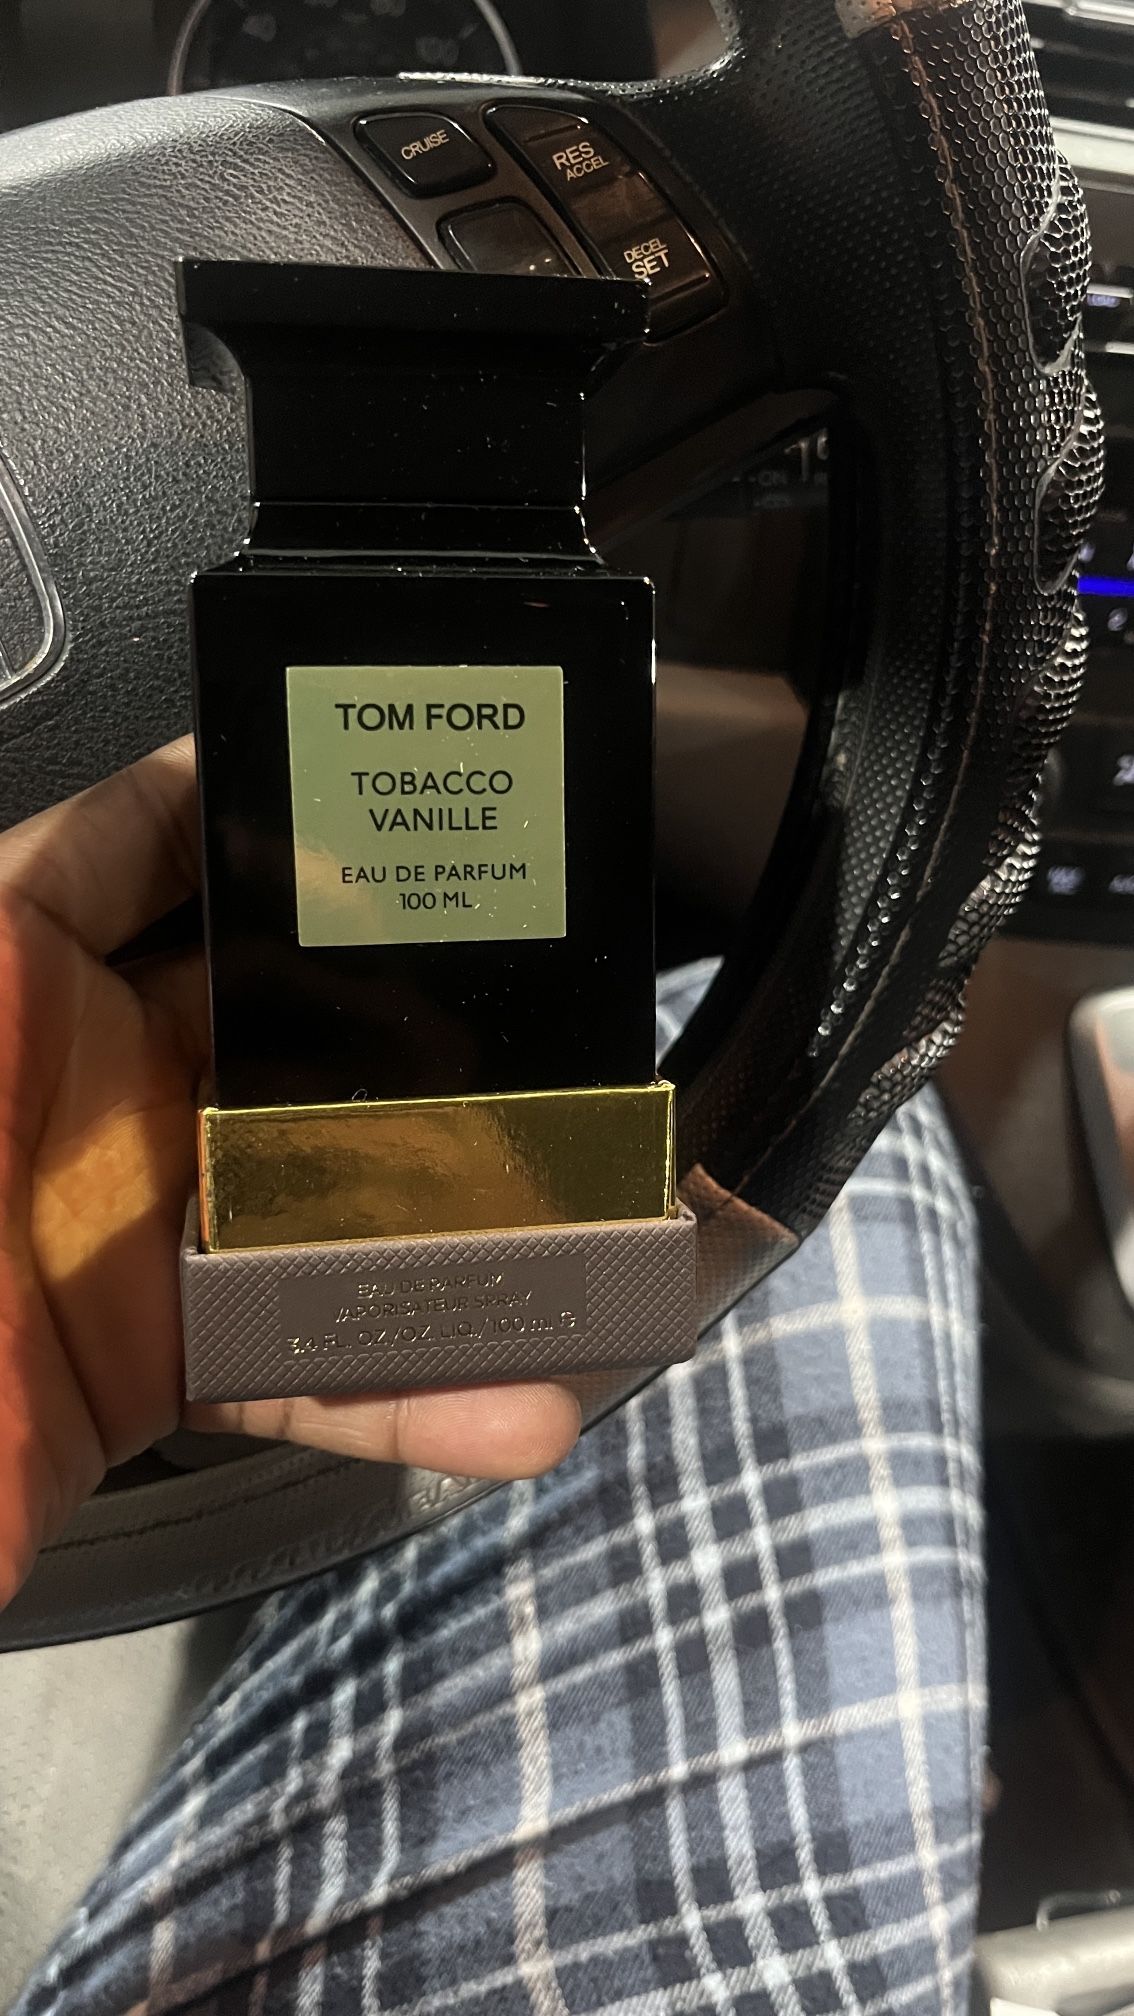 CRUISE
RES
ACCEL
DECEL
SET
TOM FORD
TOBACCO
VANILLE
EAU DE PARFUM
100 ML
EAU DE PARFUM
VAPORISATEUR SPRAY
3.4 FL. OZ./OZ. LIQ./100 ml ℮